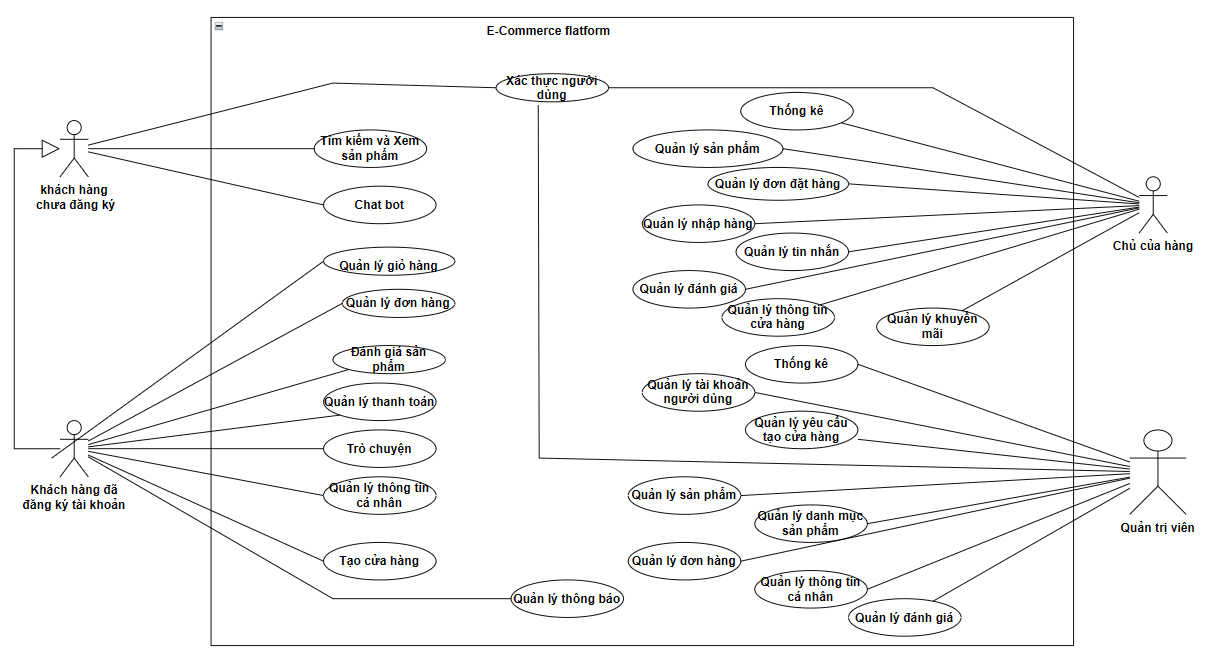 E-Commerce flatform
Xác thực người
dùng
Thống kê
Tìm kiếm và Xem
sản phẩm
Quản lý sản phẩm
khách hàng
chưa đăng ký
Chat bot
Quản lý đơn đặt hàng
Quản lý nhập hàng
Chủ của hàng
Quản lý tin nhắn
Quản lý giỏ hàng
Quản lý đánh giá
Quản lý đơn hàng
Quản lý thông tin
cửa hàng
Quản lý khuyến
mãi
Đánh giá sản
phẩm
Thống kê
Quản lý tài khoản
người dùng
Quản lý thanh toán
Quản lý yêu cầu
tạo cửa hàng
Trò chuyện
Khách hàng đã
đăng ký tài khoản
Quản lý thông tin
cá nhân
Quản lý sản phẩm
Quản lý danh mục
sản phẩm
Quản trị viên
Tạo cửa hàng
Quản lý đơn hàng
Quản lý thông tin
cá nhân
Quản lý thông báo
Quản lý đánh giá